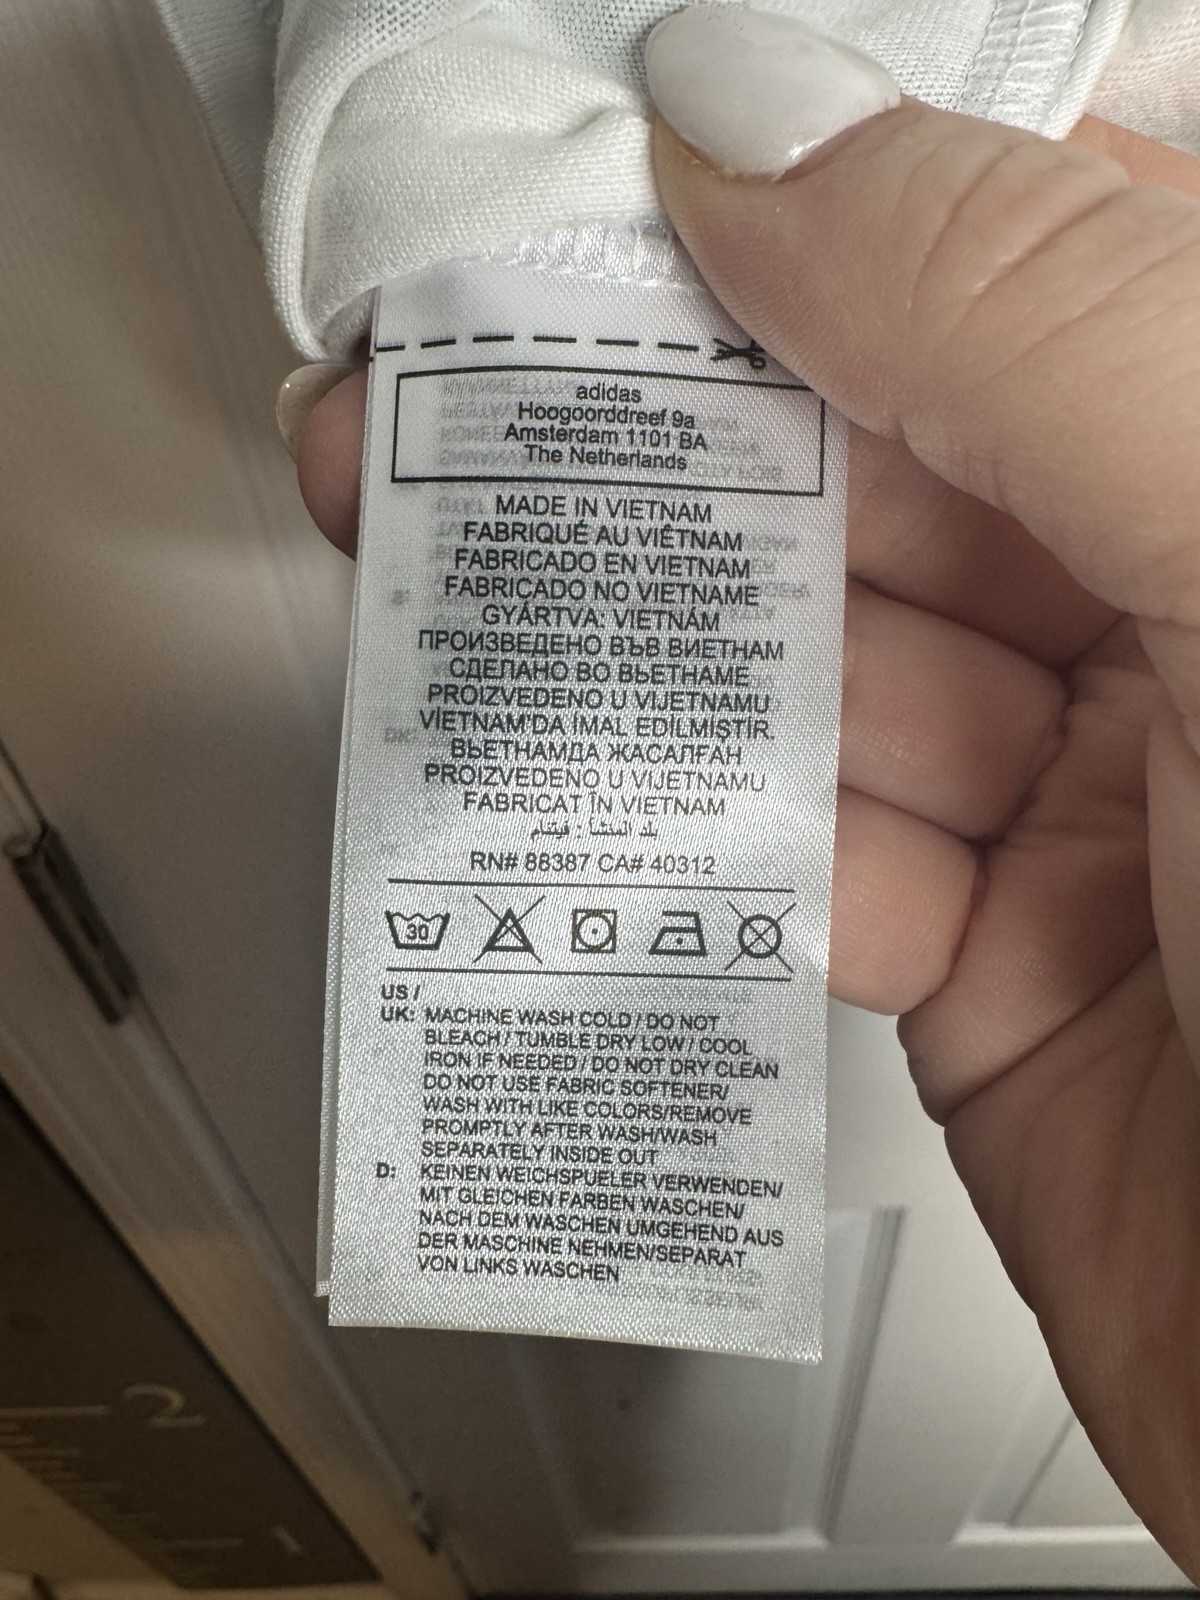 adidas
Hoogoorddreef 9a
Amsterdam 1101 BA
The Netherlands
MADE IN VIETNAM
FABRIQUÉ AU VIÊTNAM
FABRICADO EN VIETNAM
FABRICADO NO VIETNAME
GYÁRTVA: VIETNÁM
ПРОИЗВЕДЕНО ВЪВ ВИЕТНАМ
СДЕЛАНО ВО ВЬЕТНАМЕ
PROIZVEDENO U VIJETNAMU
VİETNAM'DA İMAL EDİLMİŞTİR.
ВЬЕТНАМДА ЖАСАЛҒАН
PROIZVEDENO U VIJETNAMU
FABRICAT ÎN VIETNAM
بلد المنشأ : فيتنام
RN# 88387 CA# 40312
30
US /
UK: MACHINE WASH COLD / DO NOT
BLEACH / TUMBLE DRY LOW / COOL
IRON IF NEEDED / DO NOT DRY CLEAN
DO NOT USE FABRIC SOFTENER/
WASH WITH LIKE COLORS/REMOVE
PROMPTLY AFTER WASH/WASH
SEPARATELY INSIDE OUT
D: KEINEN WEICHSPUELER VERWENDEN/
MIT GLEICHEN FARBEN WASCHEN/
NACH DEM WASCHEN UMGEHEND AUS
DER MASCHINE NEHMEN/SEPARAT
VON LINKS WASCHEN